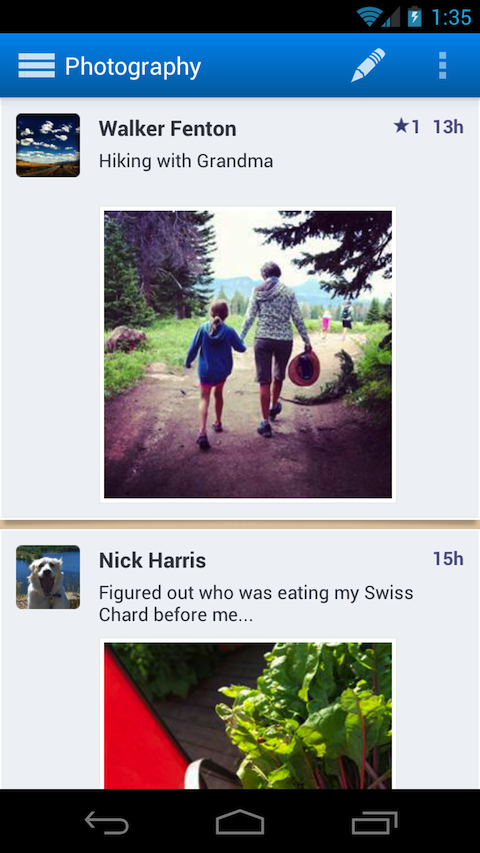 1:35
Photography
Walker Fenton
★1 13h
Hiking with Grandma
Nick Harris
15h
Figured out who was eating my Swiss
Chard before me...